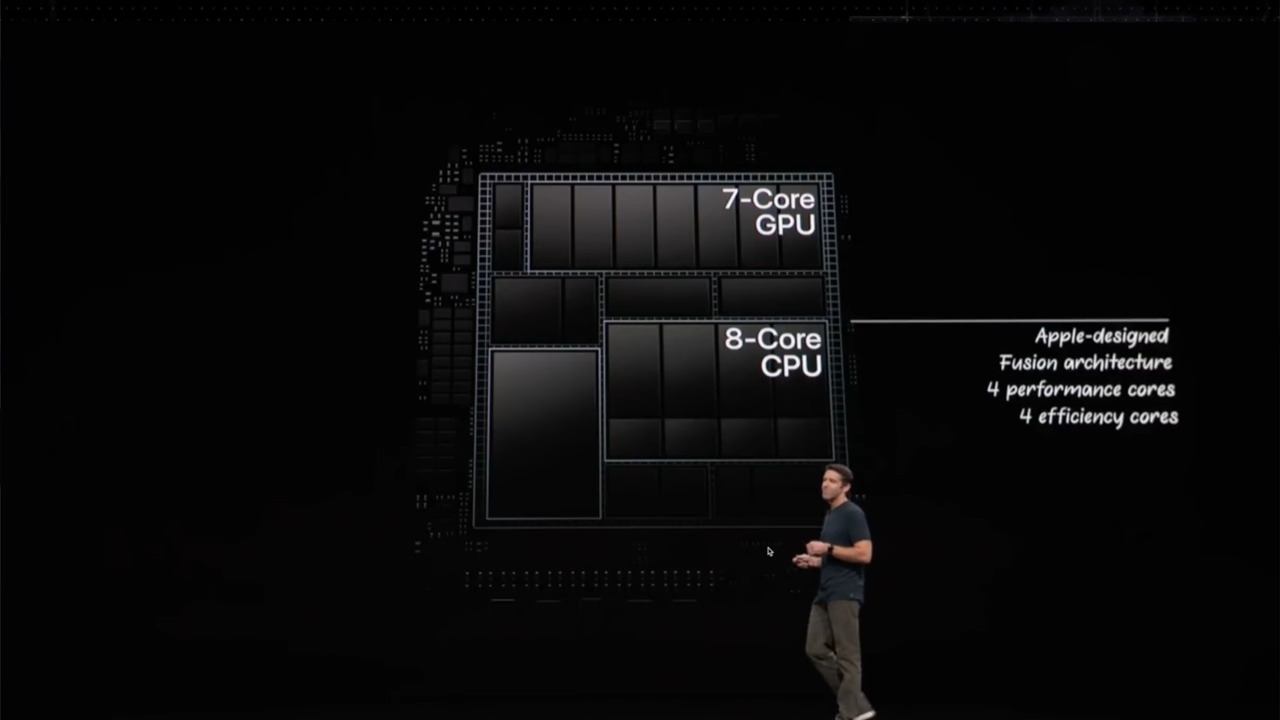 7-Core
GPU
8-Core
CPU
Apple-designed
Fusion architecture
4 performance cores
4 efficiency cores